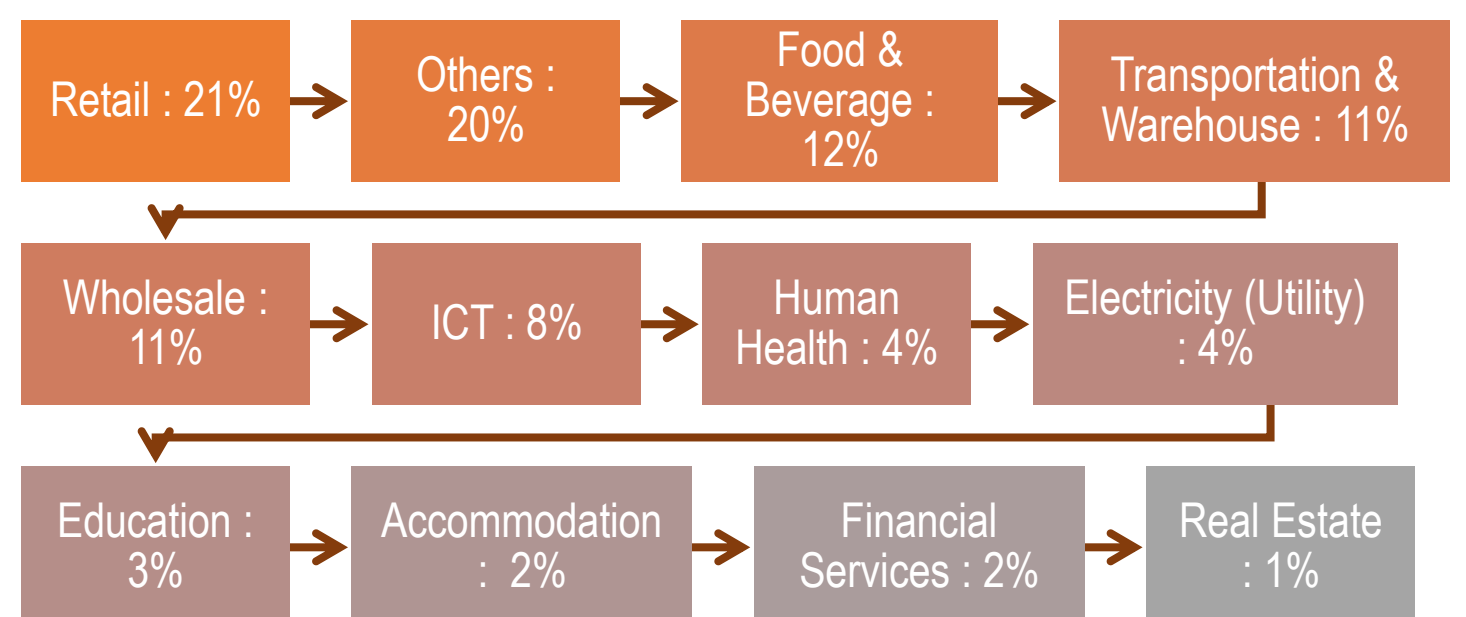 Retail : 21%
Others :
20%
Food &
Beverage :
12%
Transportation &
Warehouse : 11%
Wholesale :
11%
ICT : 8%
Human
Health : 4%
Electricity (Utility)
: 4%
Education :
3%
Accommodation
: 2%
Financial
Services : 2%
Real Estate
: 1%